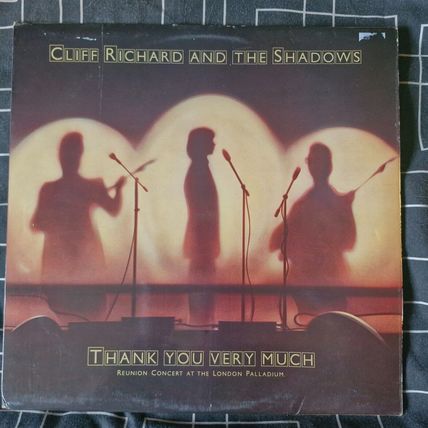 CLIFF RICHARD AND THE SHADOWS
THANK YOU VERY MUCH
REUNION CONCERT AT THE LONDON PALLADIUM.